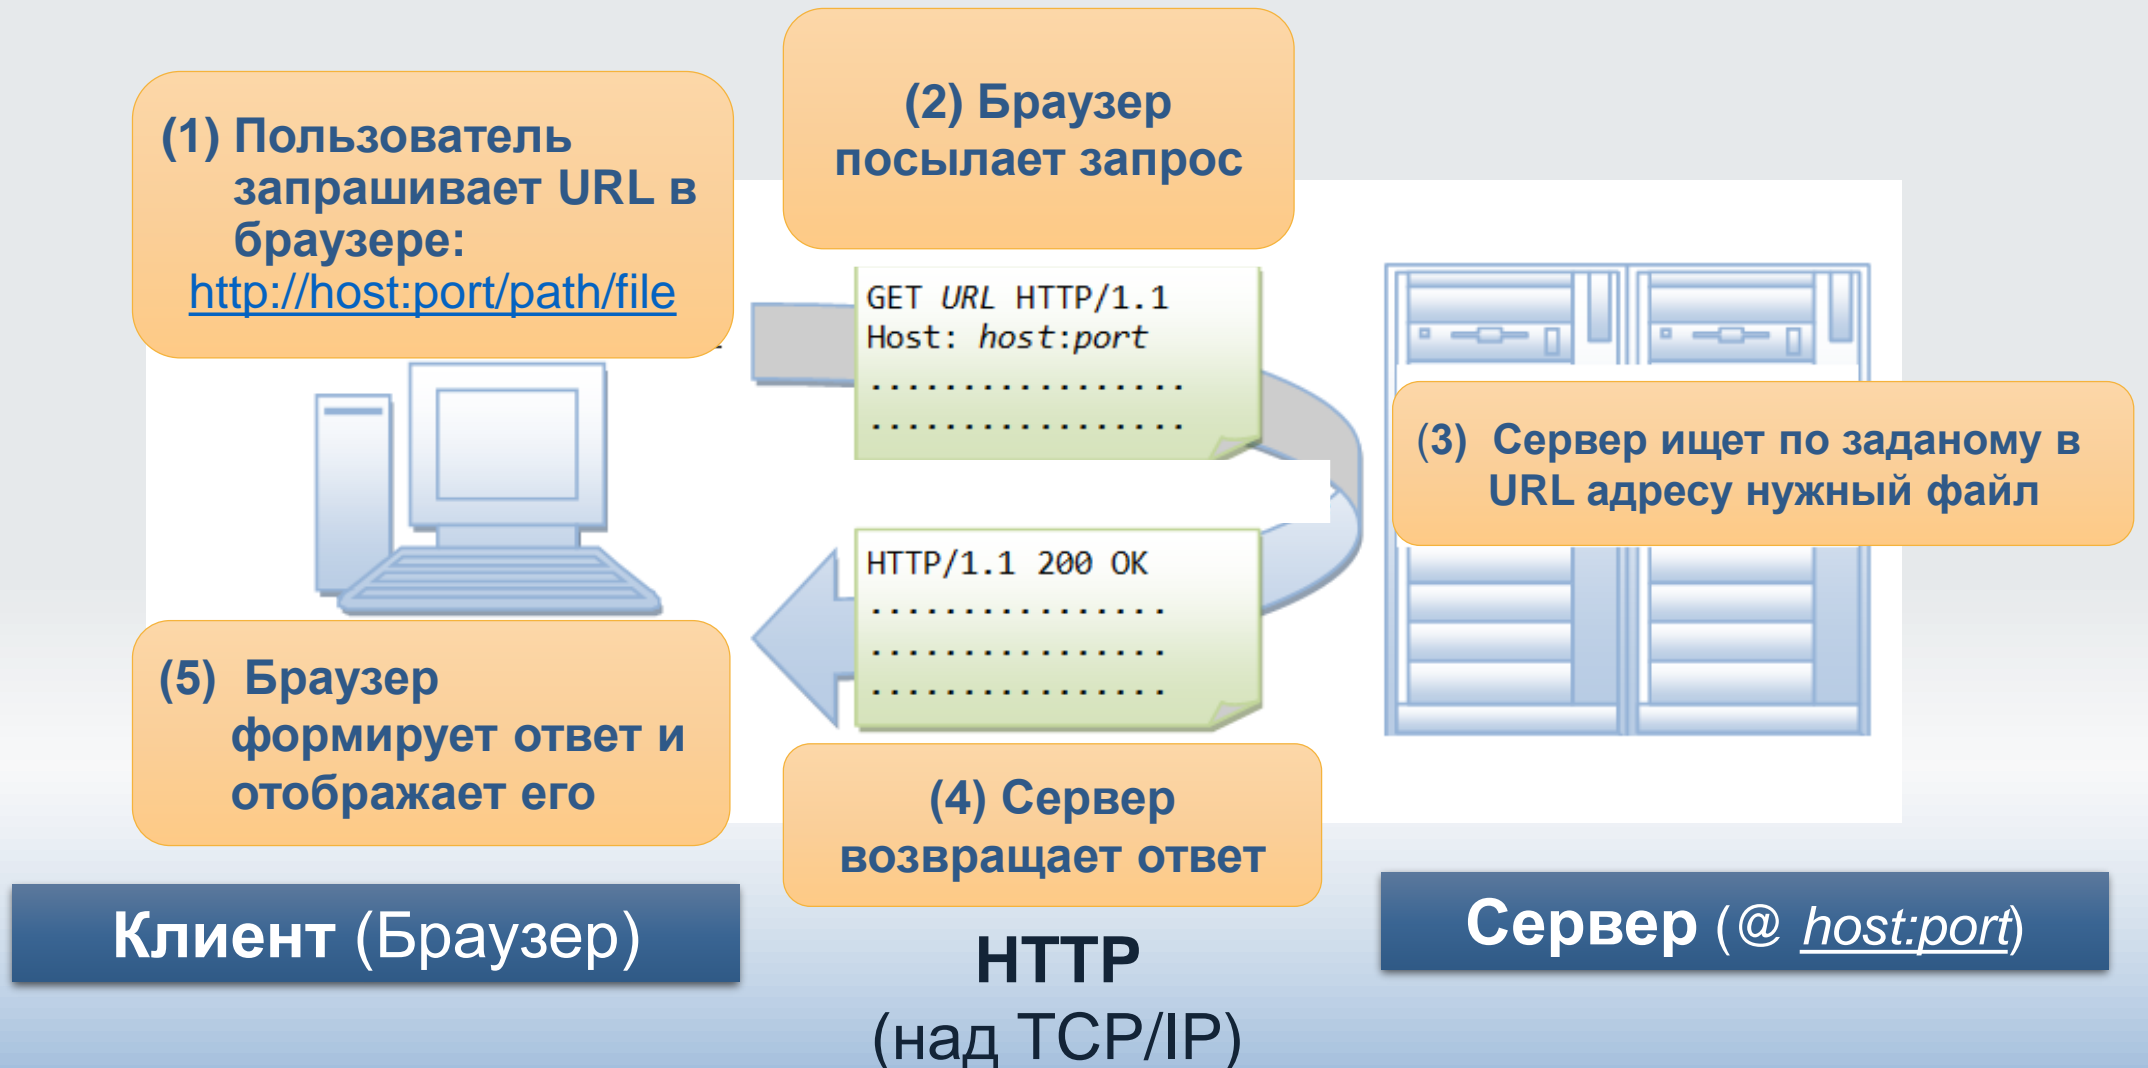 (1) Пользователь
запрашивает URL в
браузере:
http://host:port/path/file
(2) Браузер
посылает запрос
GET URL HTTP/1.1
Host: host:port
..................
..................
(3) Сервер ищет по заданому в
URL адресу нужный файл
HTTP/1.1 200 OK
................
................
................
(4) Сервер
возвращает ответ
(5) Браузер
формирует ответ и
отображает его
Клиент (Браузер)
HTTP
(над TCP/IP)
Сервер (@ host:port)